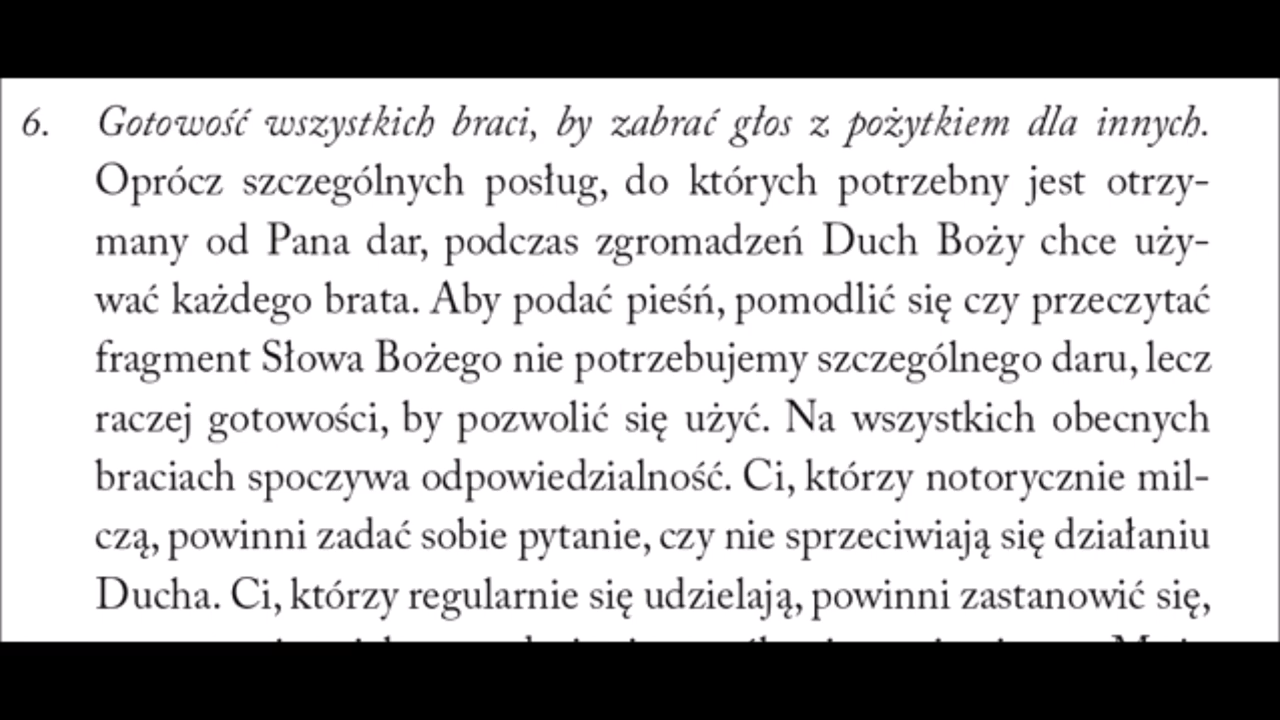 6. Gotowość wszystkich braci, by zabrać głos z pożytkiem dla innych.
Oprócz szczególnych posług, do których potrzebny jest otrzy-
many od Pana dar, podczas zgromadzeń Duch Boży chce uży-
wać każdego brata. Aby podać pieśń, pomodlić się czy przeczytać
fragment Słowa Bożego nie potrzebujemy szczególnego daru, lecz
raczej gotowości, by pozwolić się użyć. Na wszystkich obecnych
braciach spoczywa odpowiedzialność. Ci, którzy notorycznie mil-
czą, powinni zadać sobie pytanie, czy nie sprzeciwiają się działaniu
Ducha. Ci, którzy regularnie się udzielają, powinni zastanowić się,